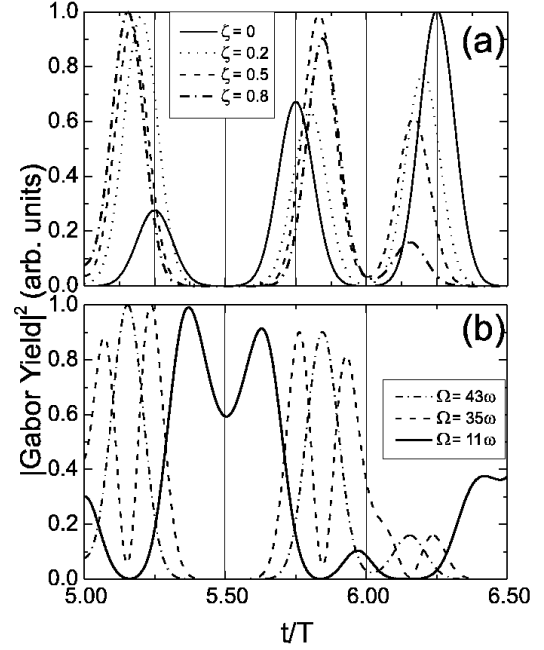 1.0
0.8
0.6
0.4
0.2
0.0
ζ = 0
ζ = 0.2
ζ = 0.5
ζ = 0.8
(a)
|Gabor Yield|² (arb. units)
1.0
0.8
0.6
0.4
0.2
0.0
(b)
Ω = 43ω
Ω = 35ω
Ω = 11ω
5.00 5.50 6.00 6.50
t/T